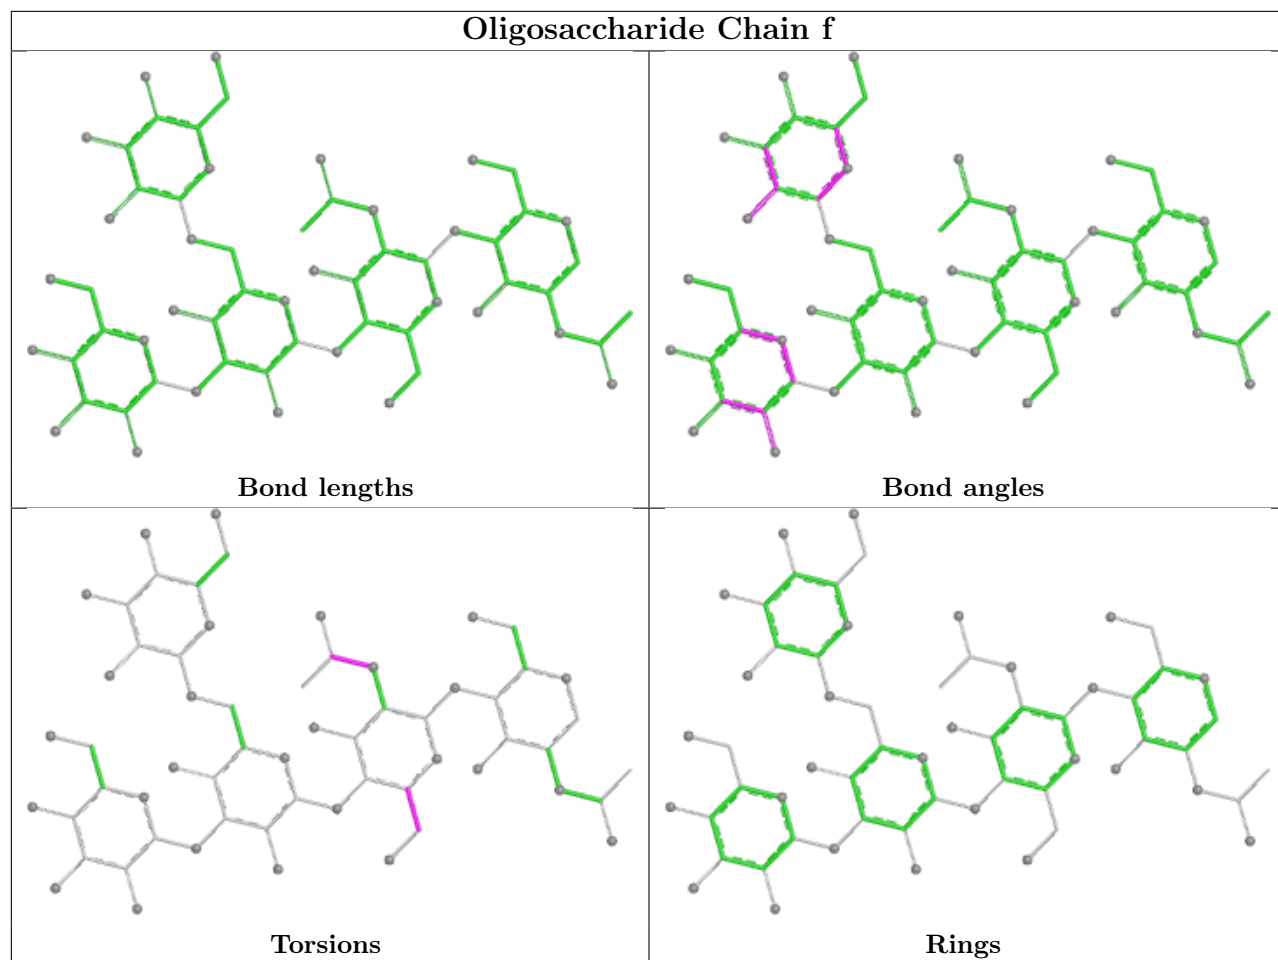 Oligosaccharide Chain f
Bond lengths
Bond angles
Torsions
Rings